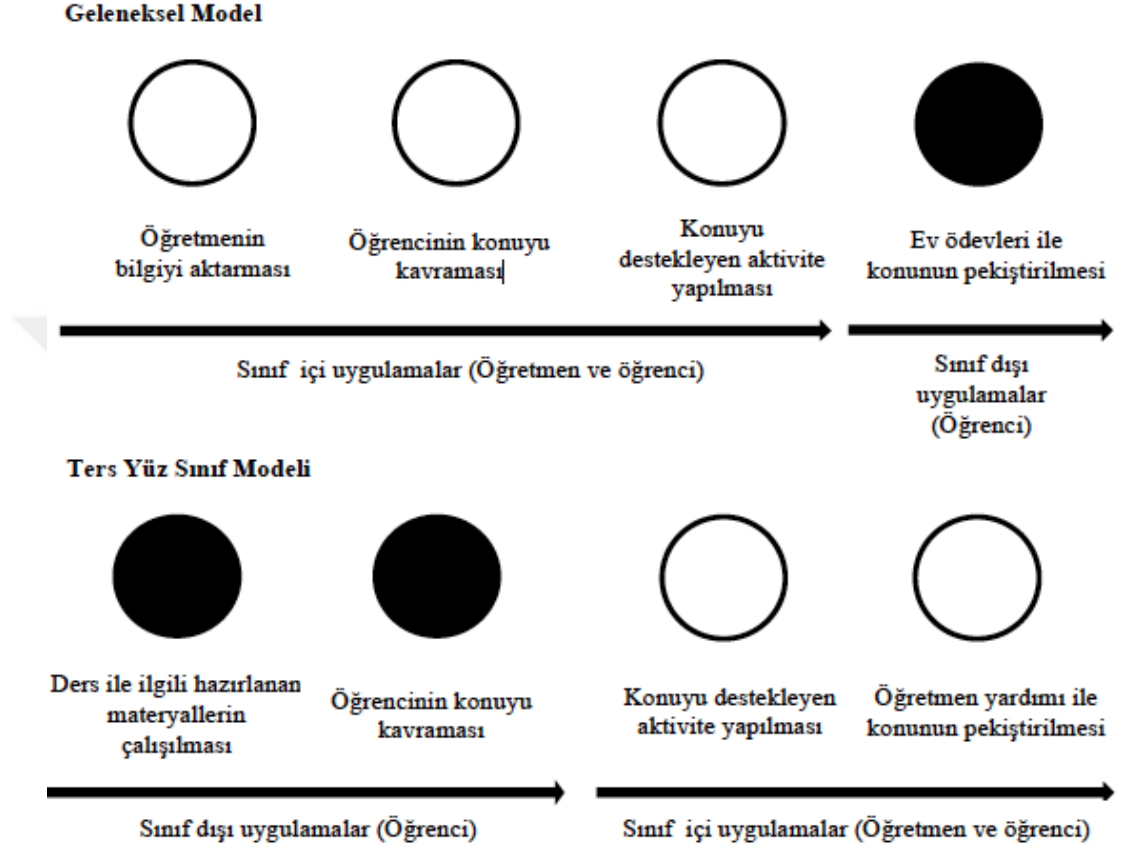 Geleneksel Model
Öğretmenin
bilgiyi aktarması
Öğrencinin konuyu
kavraması
Konuyu
destekleyen aktivite
yapılması
Ev ödevleri ile
konunun pekiştirilmesi
Sınıf içi uygulamalar (Öğretmen ve öğrenci)
Sınıf dışı
uygulamalar
(Öğrenci)
Ters Yüz Sınıf Modeli
Ders ile ilgili hazırlanan
materyallerin
çalışılması
Öğrencinin konuyu
kavraması
Konuyu destekleyen
aktivite yapılması
Öğretmen yardımı ile
konunun pekiştirilmesi
Sınıf dışı uygulamalar (Öğrenci)
Sınıf içi uygulamalar (Öğretmen ve öğrenci)